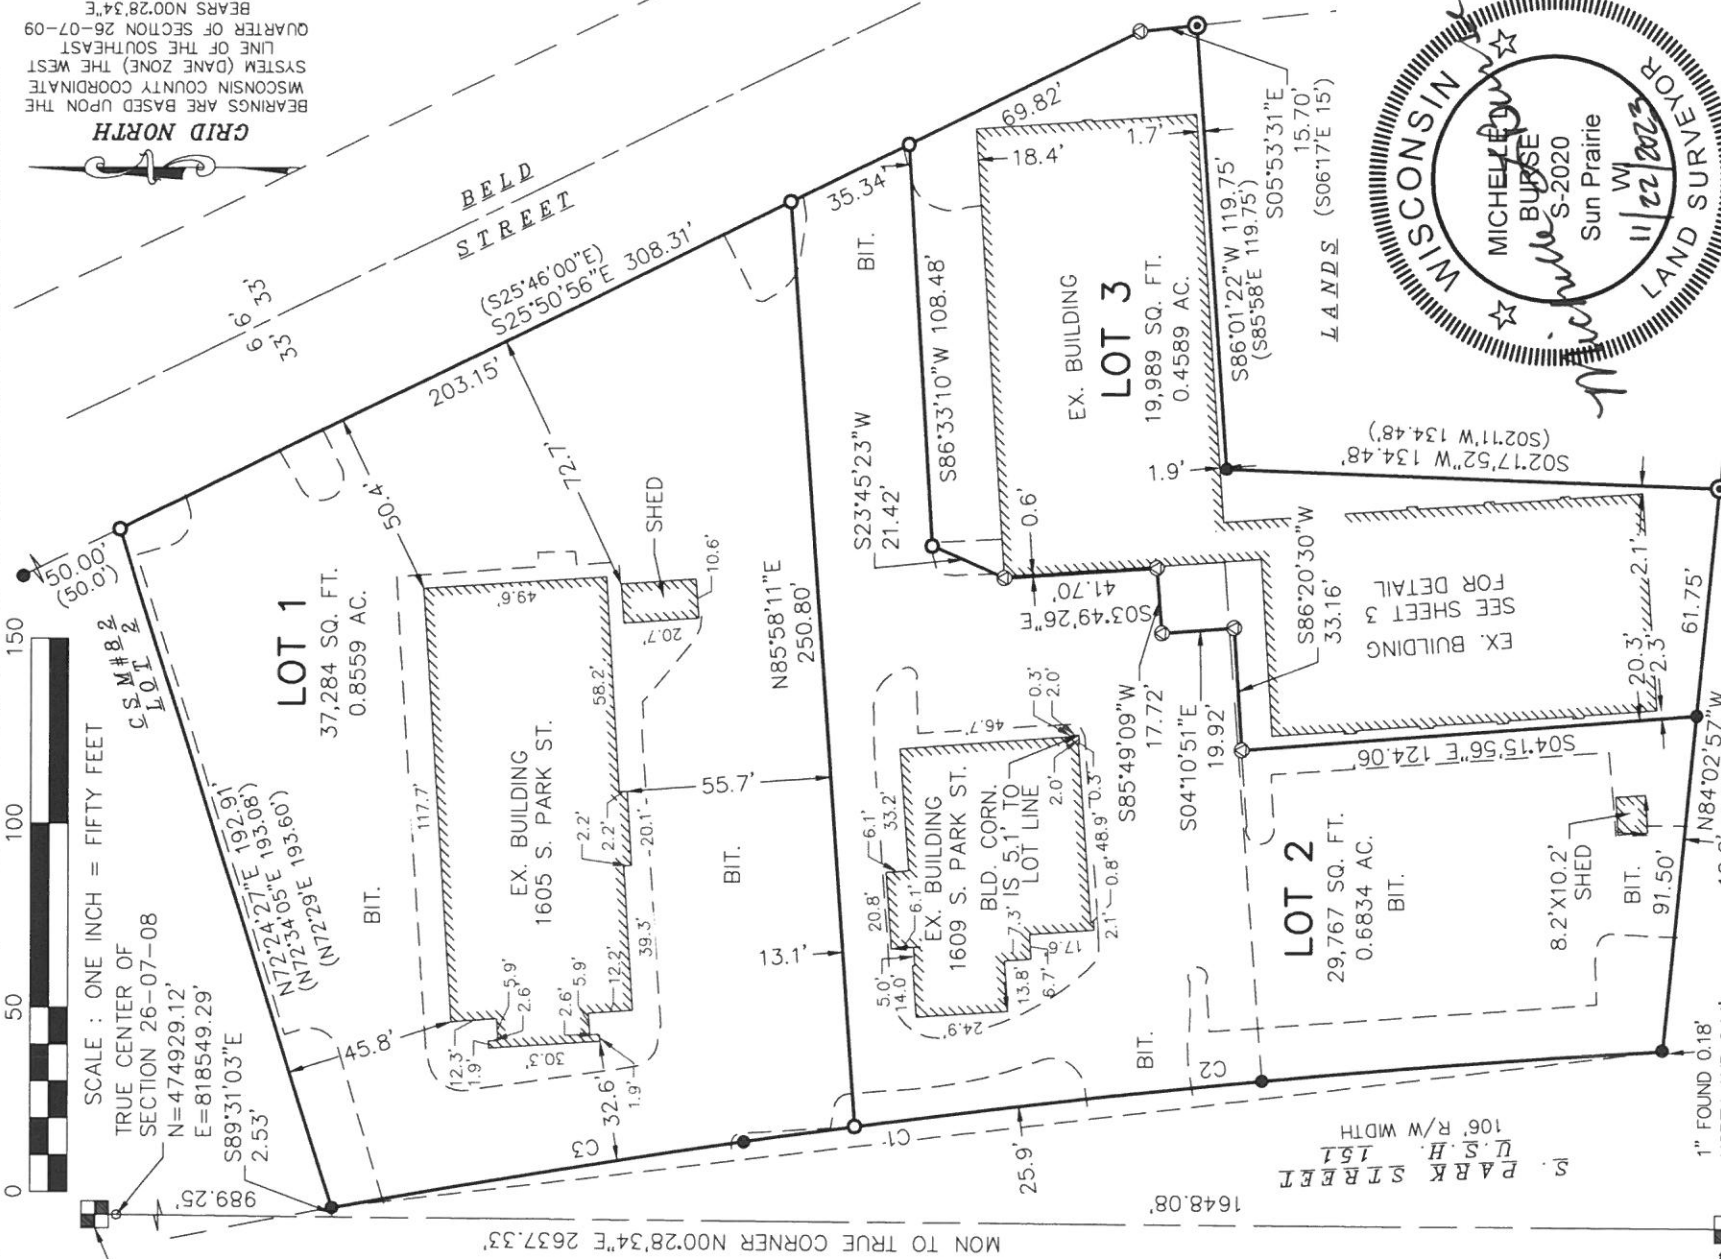 BEARINGS ARE BASED UPON THE
WISCONSIN COUNTY COORDINATE
SYSTEM (DANE ZONE) THE WEST
LINE OF THE SOUTHEAST
QUARTER OF SECTION 26-07-09
BEARS N00°28'34"E
GRID NORTH
0 50 100 150
SCALE : ONE INCH = FIFTY FEET
TRUE CENTER OF
SECTION 26-07-08
N=474929.12'
E=818549.29'
S89°31'03"E
2.53'
989.25'
50.00'
(50.0')
CSM#82
LOT 2
N72°24'27"E 192.91'
(N72°34'05"E 193.08')
(N72°29'E 193.60')
BELD
STREET
6' 33'
6'
33'
(S25°46'00"E)
S25°50'56"E 308.31'
203.15'
35.34'
69.82'
LOT 1
37,284 SQ. FT.
0.8559 AC.
50.4'
72.7'
SHED
10.6'
20.7'
49.6'
58.2'
117.7'
EX. BUILDING
1605 S. PARK ST.
2.2'
2.2'
20.1'
39.3'
12.2'
5.9'
2.6'
5.9'
2.6'
12.3'
1.9'
30.3'
1.9'
45.8'
32.6'
BIT.
BIT.
55.7'
13.1'
N85°58'11"E
250.80'
C3
C1
C2
25.9'
BIT.
EX. BUILDING
1609 S. PARK ST.
BLD. CORN.
IS 5.1' TO
LOT LINE
46.7'
0.3'
2.0'
2.0'
0.3'
48.9'
0.8'
2.1'
17.6'
6.7'
13.8'
7.3'
24.9'
14.0'
5.0'
6.1'
20.8'
6.1'
33.2'
BIT.
S86°33'10"W 108.48'
S23°45'23"W
21.42'
0.6'
S03°49'26"E
41.70'
S85°49'09"W
17.72'
S04°10'51"E
19.92'
S86°20'30"W
33.16'
S04°15'56"E 124.06'
EX. BUILDING
LOT 3
19,989 SQ. FT.
0.4589 AC.
18.4'
1.7'
1.9'
S86°01'22"W 119.75'
(S85°58'E 119.75')
S05°53'31"E
15.70'
(S06°17'E 15')
LANDS
S02°17'52"W 134.48'
(S02°11'W 134.48')
EX. BUILDING
SEE SHEET 3
FOR DETAIL
2.1'
20.3'
2.3'
61.75'
N84°02'57"W
91.50'
LOT 2
29,767 SQ. FT.
0.6834 AC.
BIT.
8.2'X10.2'
SHED
BIT.
1" FOUND 0.18'
S. PARK STREET
U.S.H. 151
106' R/W WIDTH
1648.08'
MON TO TRUE CORNER N00°28'34"E 2637.33'
WISCONSIN
MICHELLE
BURSE
S-2020
Sun Prairie
WI
11/22/2023
LAND SURVEYOR